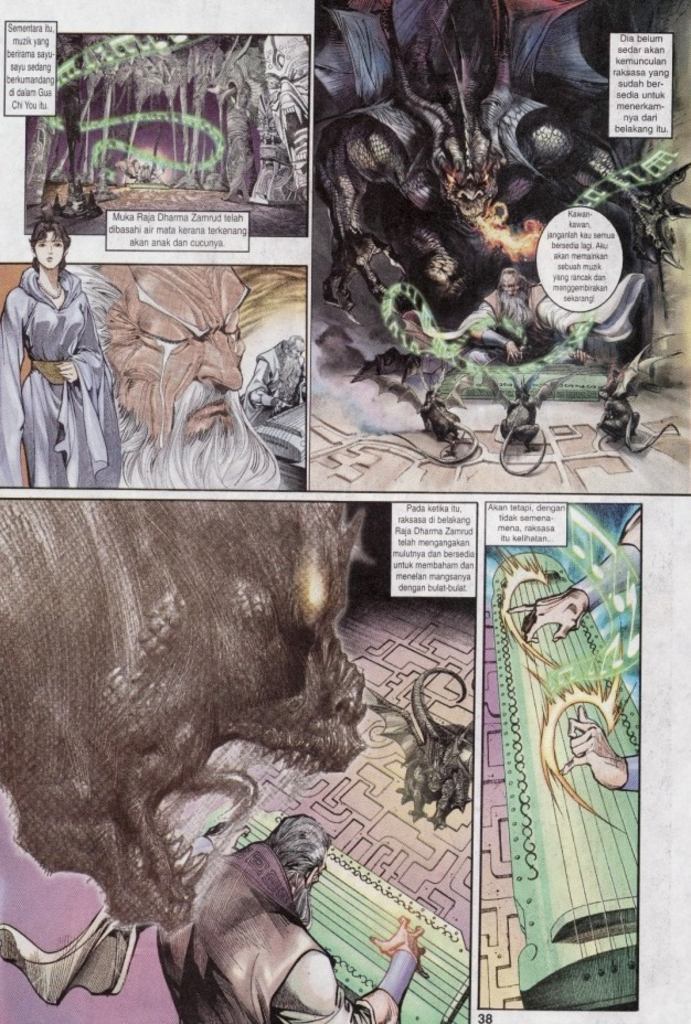 Sementara itu,
muzik yang
berirama sayu-
sayu sedang
berkumandang
di dalam Gua
Chi You itu.
Muka Raja Dharma Zamrud telah
dibasahi air mata kerana terkenang
akan anak dan cucunya.
Dia belum
sedar akan
kemunculan
raksasa yang
sudah ber-
sedia untuk
menerkam-
nya dari
belakang itu.
Kawan-
kawan,
janganlah kau semua
bersedia lagi. Aku
akan memainkan
sebuah muzik
yang rancak dan
menggembirakan
sekarang!
Pada ketika itu,
raksasa di belakang
Raja Dharma Zamrud
telah mengangakan
mulutnya dan bersedia
untuk membaham dan
menelan mangsanya
dengan bulat-bulat.
Akan tetapi, dengan
tidak semena-
mena, raksasa
itu kelihatan...
38